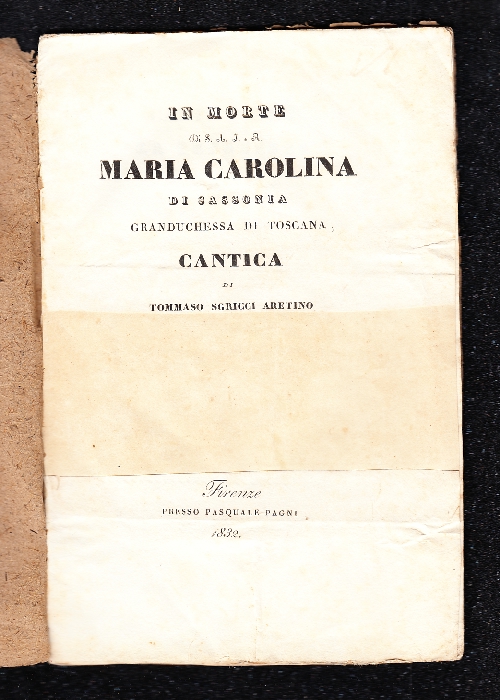 IN MORTE
Di S. A. I. e R.
MARIA CAROLINA
DI SASSONIA
GRANDUCHESSA DI TOSCANA,
CANTICA
DI
TOMMASO SGRICCI ARETINO
Firenze
PRESSO PASQUALE PAGNI
1832.